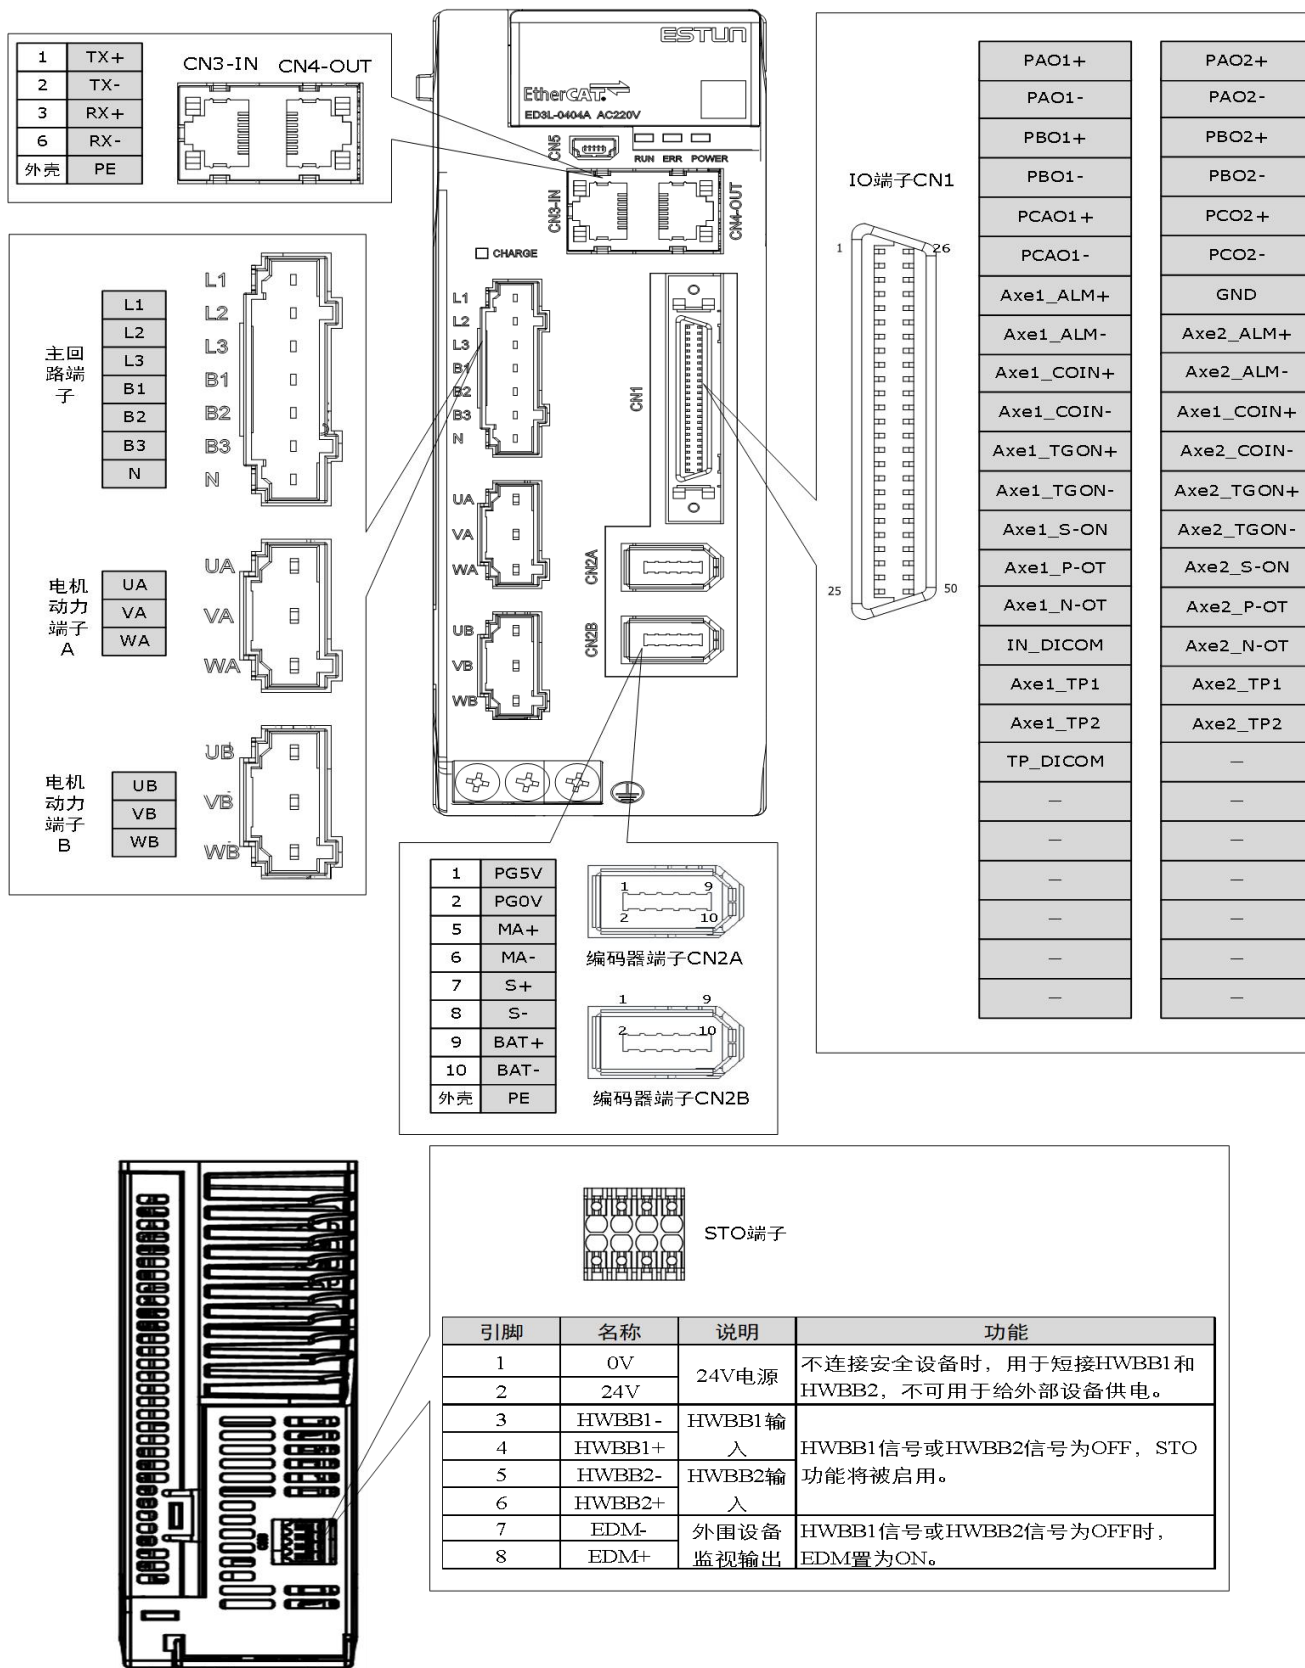 1 TX+
2 TX-
3 RX+
6 RX-
外壳 PE
CN3-IN CN4-OUT
ESTUN
EtherCAT.
ED3L-0404A AC220V
CN5
RUN ERR POWER
CN3-IN
CN4-OUT
CHARGE
L1
L2
L3
B1
B2
B3
N
UA
VA
WA
UB
VB
WB
CN1
CN2A
CN2B
主回路端子
L1
L2
L3
B1
B2
B3
N
L1
L2
L3
B1
B2
B3
N
电机动力端子A
UA
VA
WA
UA
VA
WA
电机动力端子B
UB
VB
WB
UB
VB
WB
IO端子CN1
1
26
25
50
PAO1+ PAO2+
PAO1- PAO2-
PBO1+ PBO2+
PBO1- PBO2-
PCAO1+ PCO2+
PCAO1- PCO2-
Axe1_ALM+ GND
Axe1_ALM- Axe2_ALM+
Axe1_COIN+ Axe2_ALM-
Axe1_COIN- Axe1_COIN+
Axe1_TGON+ Axe2_COIN-
Axe1_TGON- Axe2_TGON+
Axe1_S-ON Axe2_TGON-
Axe1_P-OT Axe2_S-ON
Axe1_N-OT Axe2_P-OT
IN_DICOM Axe2_N-OT
Axe1_TP1 Axe2_TP1
Axe1_TP2 Axe2_TP2
TP_DICOM —
— —
— —
— —
— —
— —
— —
1 PG5V
2 PG0V
5 MA+
6 MA-
7 S+
8 S-
9 BAT+
10 BAT-
外壳 PE
1 9
2 10
编码器端子CN2A
1 9
2 10
编码器端子CN2B
STO端子
引脚 名称 说明 功能
1 0V 24V电源 不连接安全设备时，用于短接HWBB1和
2 24V HWBB2，不可用于给外部设备供电。
3 HWBB1- HWBB1输
4 HWBB1+ 入 HWBB1信号或HWBB2信号为OFF，STO
5 HWBB2- HWBB2输 功能将被启用。
6 HWBB2+ 入
7 EDM- 外围设备 HWBB1信号或HWBB2信号为OFF时，
8 EDM+ 监视输出 EDM置为ON。